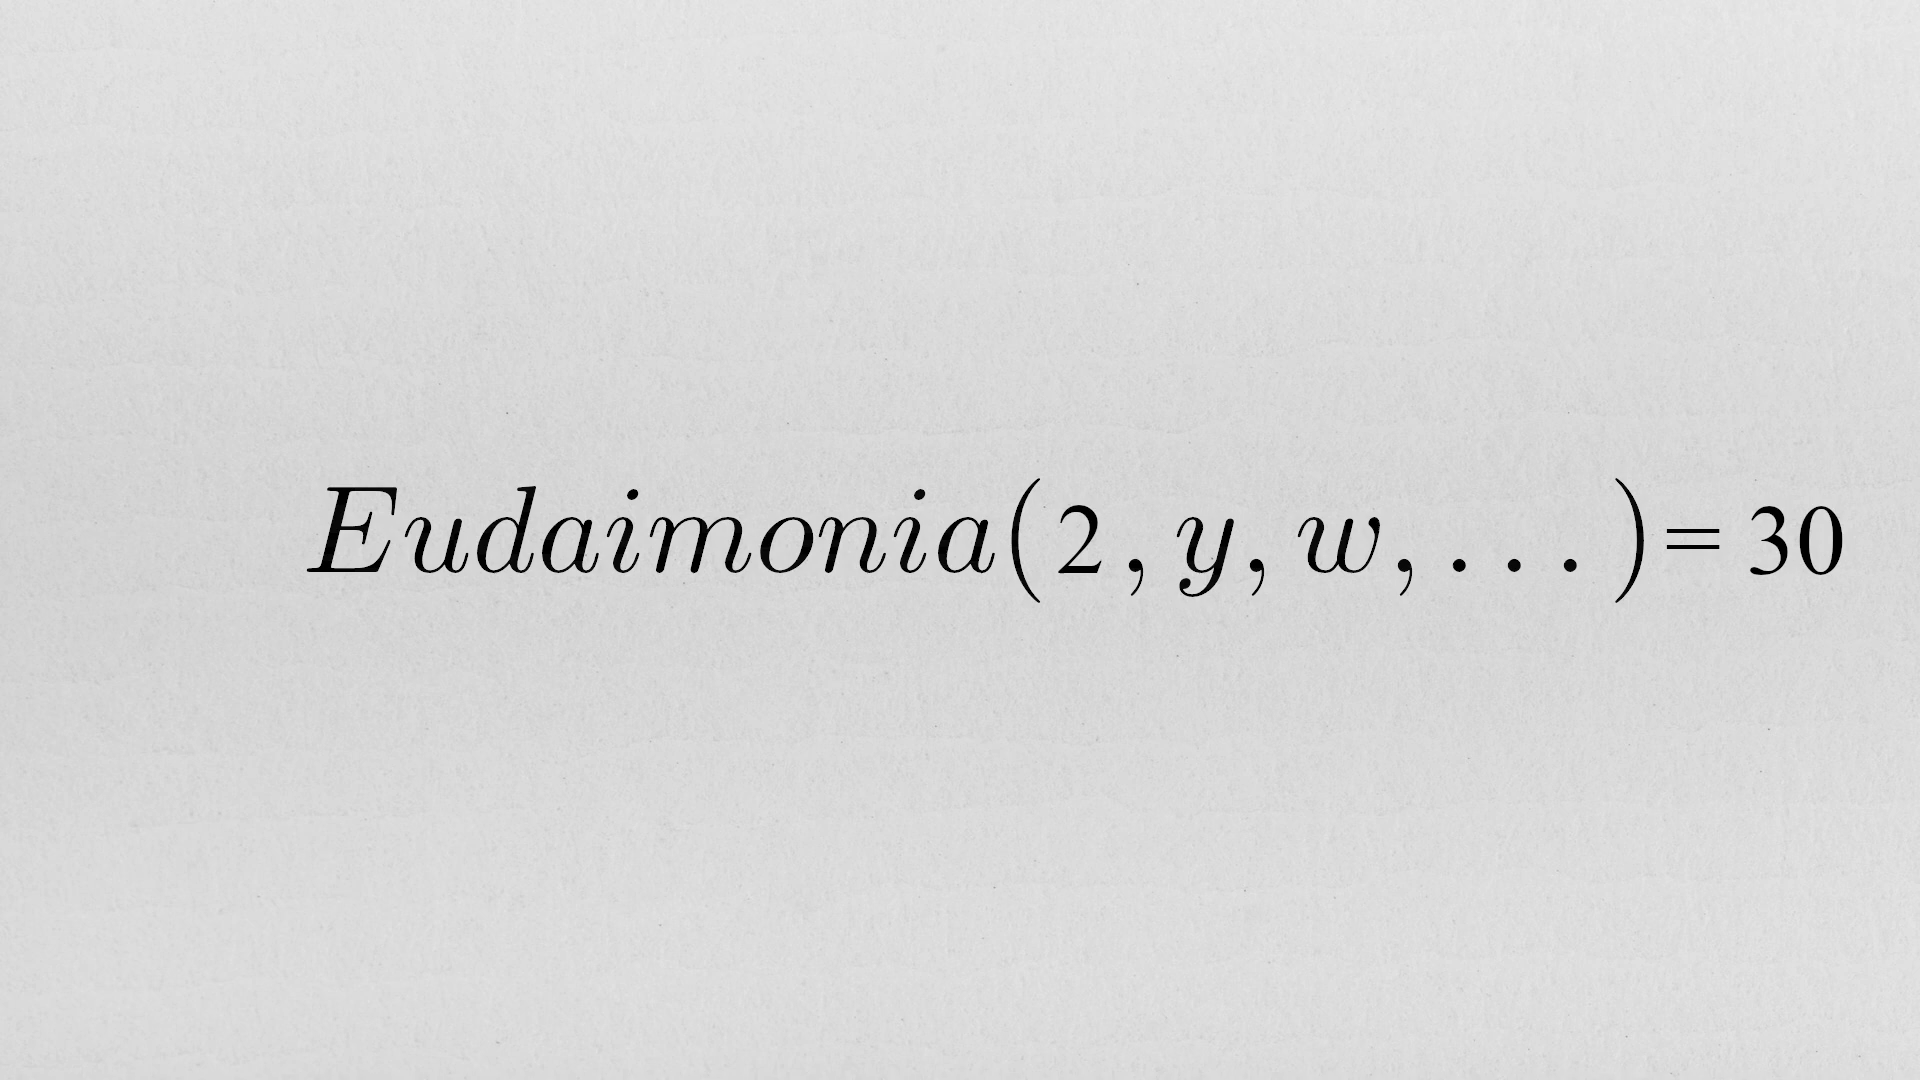 Eudaimonia(2, y, w, . . . ) = 30